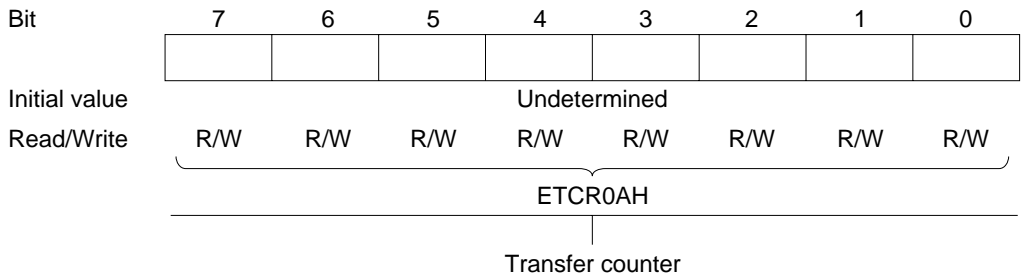 Bit 7 6 5 4 3 2 1 0
Initial value Undetermined
Read/Write R/W R/W R/W R/W R/W R/W R/W R/W
ETCR0AH
Transfer counter